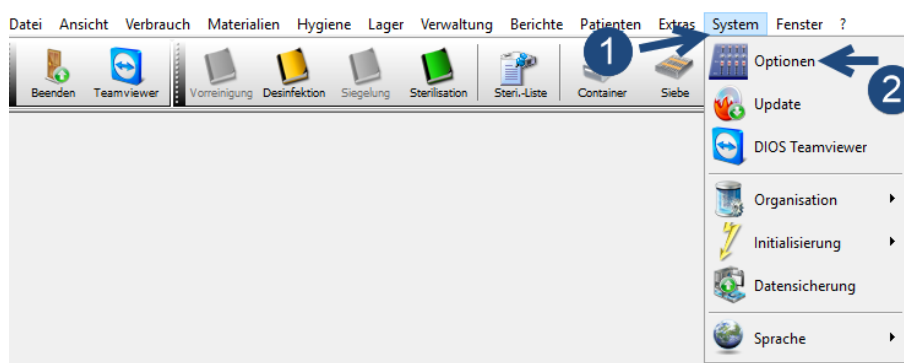 Datei Ansicht Verbrauch Materialien Hygiene Lager Verwaltung Berichte Patienten Extras System Fenster ?
1
2
Beenden Teamviewer Vorreinigung Desinfektion Siegelung Sterilisation Steri.-Liste Container Siebe
Optionen
Update
DIOS Teamviewer
Organisation
Initialisierung
Datensicherung
Sprache